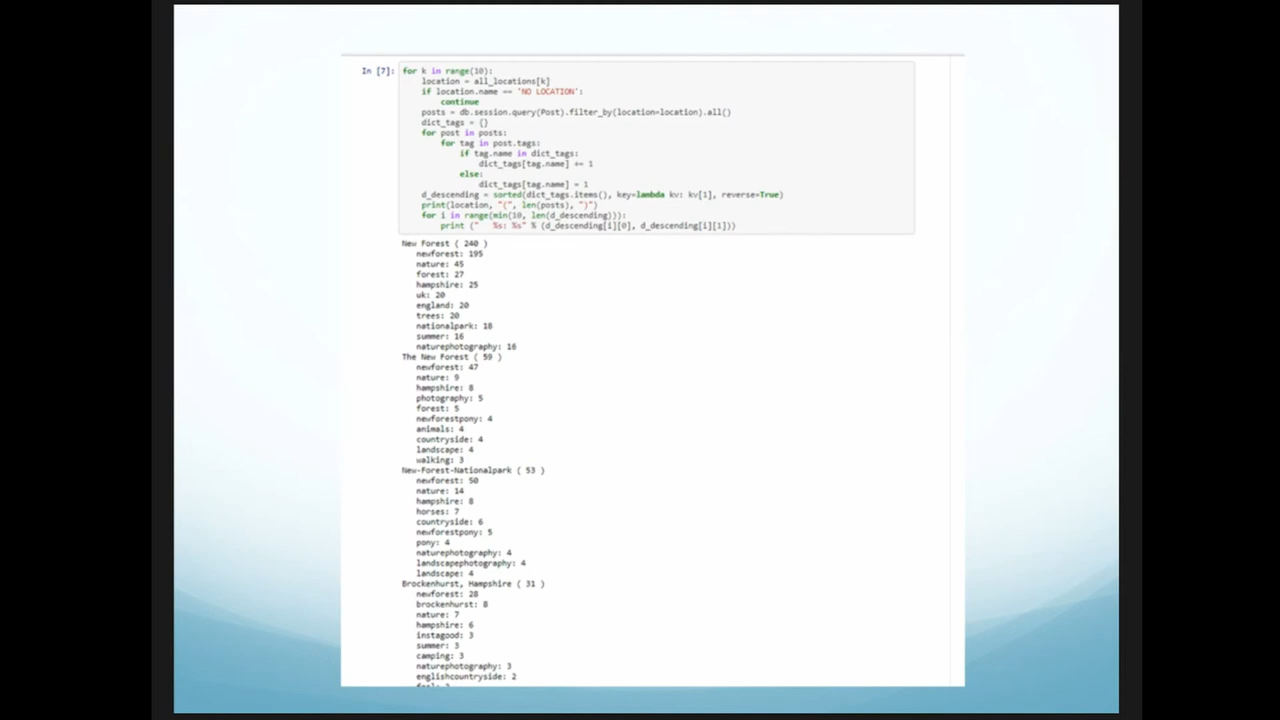 In [7]: for k in range(10):
    location = all_locations[k]
    if location.name == 'NO LOCATION':
        continue
    posts = db.session.query(Post).filter_by(location=location).all()
    dict_tags = {}
    for post in posts:
        for tag in post.tags:
            if tag.name in dict_tags:
                dict_tags[tag.name] += 1
            else:
                dict_tags[tag.name] = 1
    d_descending = sorted(dict_tags.items(), key=lambda kv: kv[1], reverse=True)
    print(location, "(", len(posts), ")")
    for i in range(min(10, len(d_descending))):
        print ("   %s: %s" % (d_descending[i][0], d_descending[i][1]))
New Forest ( 240 )
   newforest: 195
   nature: 45
   forest: 27
   hampshire: 25
   uk: 20
   england: 20
   trees: 20
   nationalpark: 18
   summer: 16
   naturephotography: 16
The New Forest ( 59 )
   newforest: 47
   nature: 9
   hampshire: 8
   photography: 5
   forest: 5
   newforestpony: 4
   animals: 4
   countryside: 4
   landscape: 4
   walking: 3
New-Forest-Nationalpark ( 53 )
   newforest: 50
   nature: 14
   hampshire: 8
   horses: 7
   countryside: 6
   newforestpony: 5
   pony: 4
   naturephotography: 4
   landscapephotography: 4
   landscape: 4
Brockenhurst, Hampshire ( 31 )
   newforest: 28
   brockenhurst: 8
   nature: 7
   hampshire: 6
   instagood: 3
   summer: 3
   camping: 3
   naturephotography: 3
   englishcountryside: 2